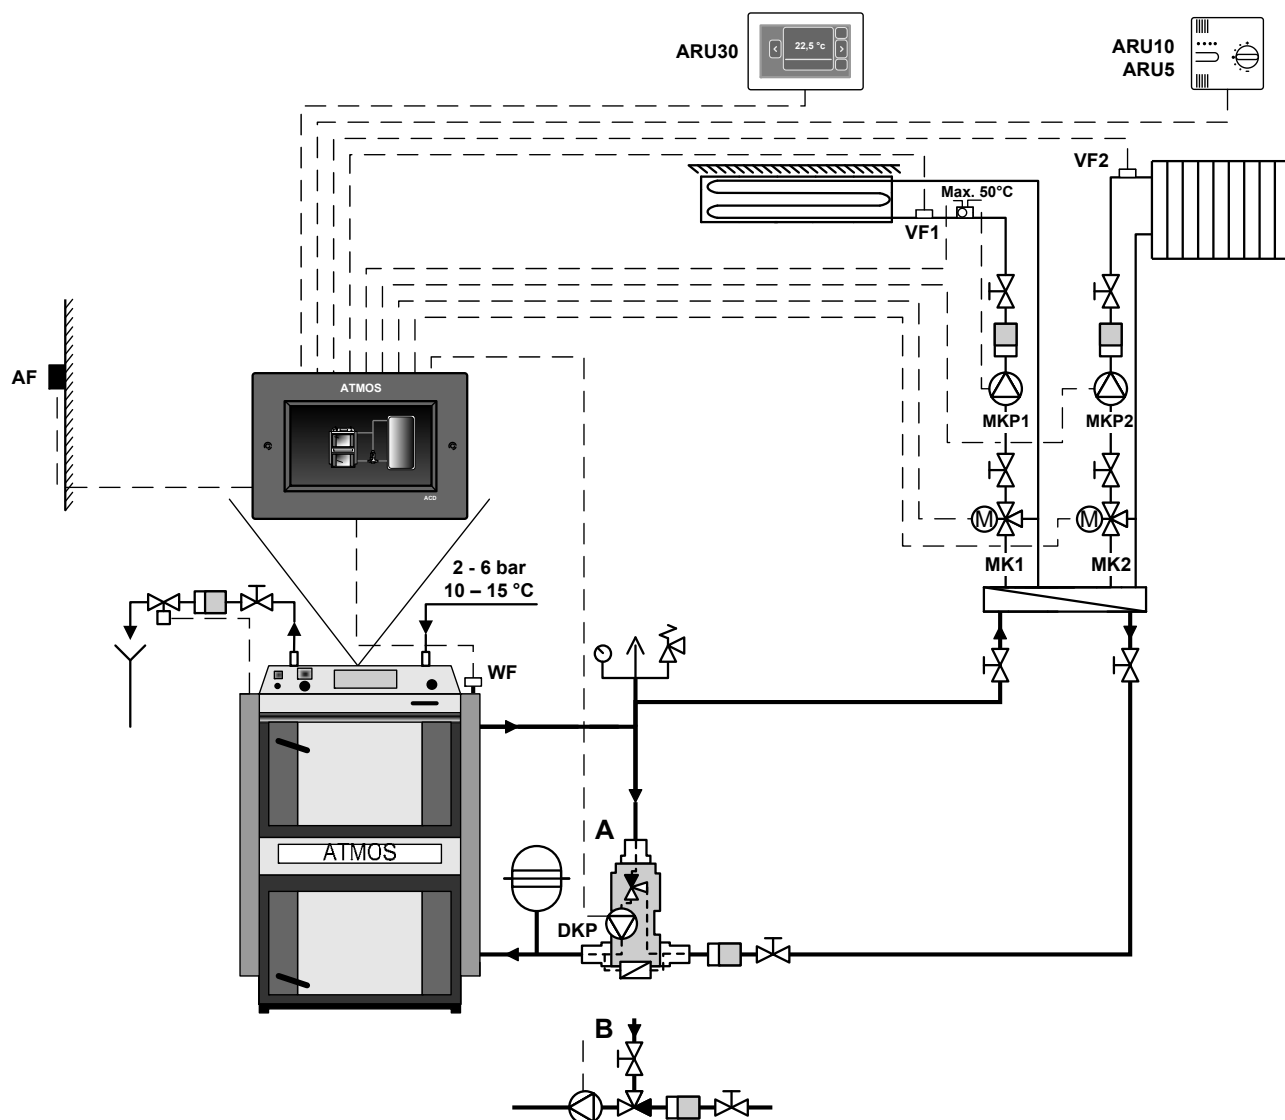 ARU30
22,5 °c
ARU10
ARU5
VF2
Max. 50°C
VF1
AF
ATMOS
ACD
MKP1
MKP2
M
M
MK1
MK2
2 - 6 bar
10 – 15 °C
WF
A
ATMOS
DKP
B